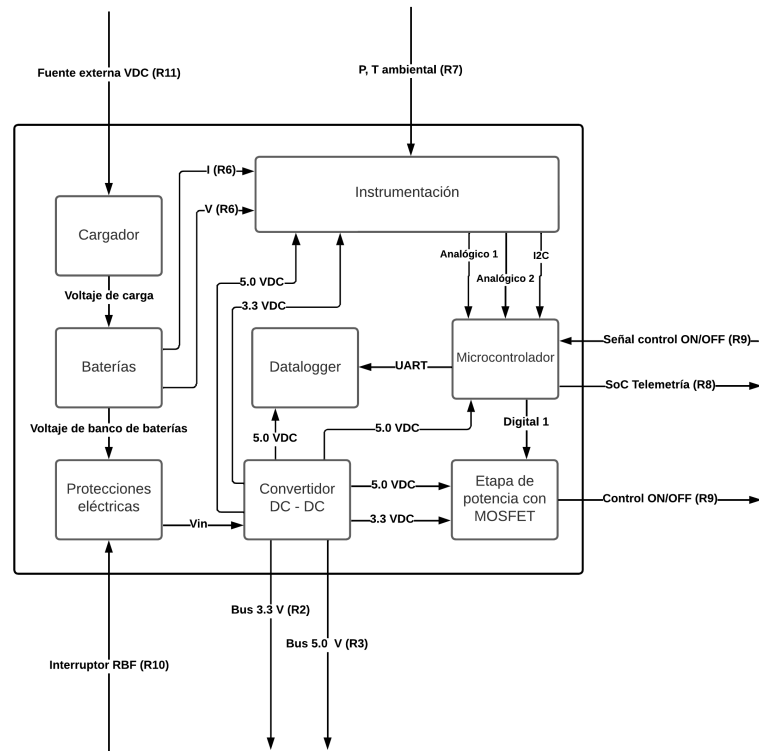 Fuente externa VDC (R11)
P, T ambiental (R7)
I (R6)
V (R6)
Instrumentación
Cargador
Analógico 1
Analógico 2
I2C
5.0 VDC
3.3 VDC
Voltaje de carga
Baterías
Datalogger
UART
Microcontrolador
Señal control ON/OFF (R9)
SoC Telemetría (R8)
Voltaje de banco de baterías
5.0 VDC
5.0 VDC
Digital 1
Protecciones
eléctricas
Vin
Convertidor
DC - DC
5.0 VDC
3.3 VDC
Etapa de
potencia con
MOSFET
Control ON/OFF (R9)
Bus 3.3 V (R2)
Bus 5.0 V (R3)
Interruptor RBF (R10)